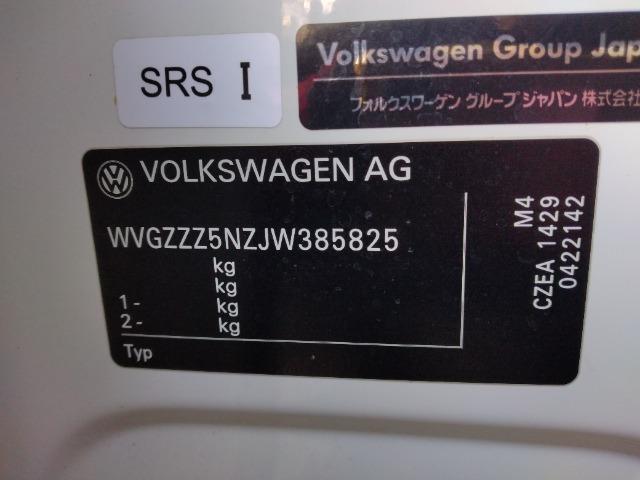 SRS I
Volkswagen Group Jap
フォルクスワーゲン グループ ジャパン 株式会社
VOLKSWAGEN AG
WVGZZZ5NZJW385825
kg
kg
1- kg
2- kg
Typ
M4
CZEA 1429
0422142